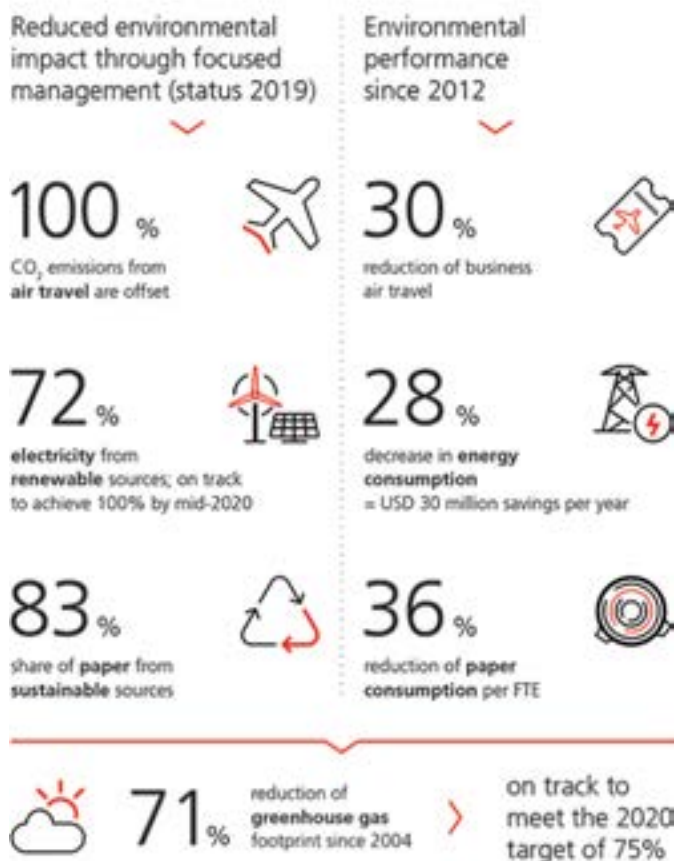 Reduced environmental
impact through focused
management (status 2019)
100 %
CO₂ emissions from
air travel are offset
72 %
electricity from
renewable sources; on track
to achieve 100% by mid-2020
83 %
share of paper from
sustainable sources
Environmental
performance
since 2012
30 %
reduction of business
air travel
28 %
decrease in energy
consumption
= USD 30 million savings per year
36 %
reduction of paper
consumption per FTE
71 %
reduction of
greenhouse gas
footprint since 2004
on track to
meet the 2020
target of 75%